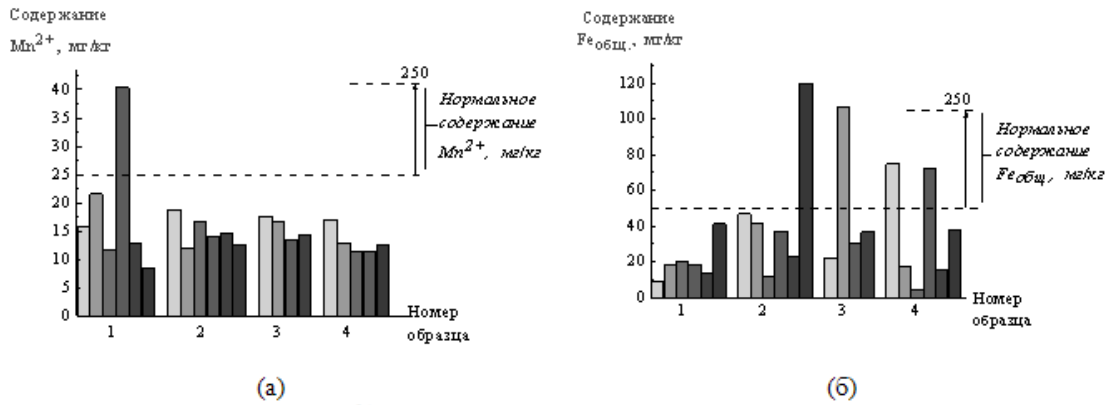 Содержание
Mn2+, мг/кг
40
35
30
25
20
15
10
5
0
250
Нормальное
содержание
Mn2+, мг/кг
1
2
3
4
Номер
образца
(а)
Содержание
Feобщ., мг/кг
120
100
80
60
40
20
0
250
Нормальное
содержание
Feобщ, мг/кг
1
2
3
4
Номер
образца
(б)